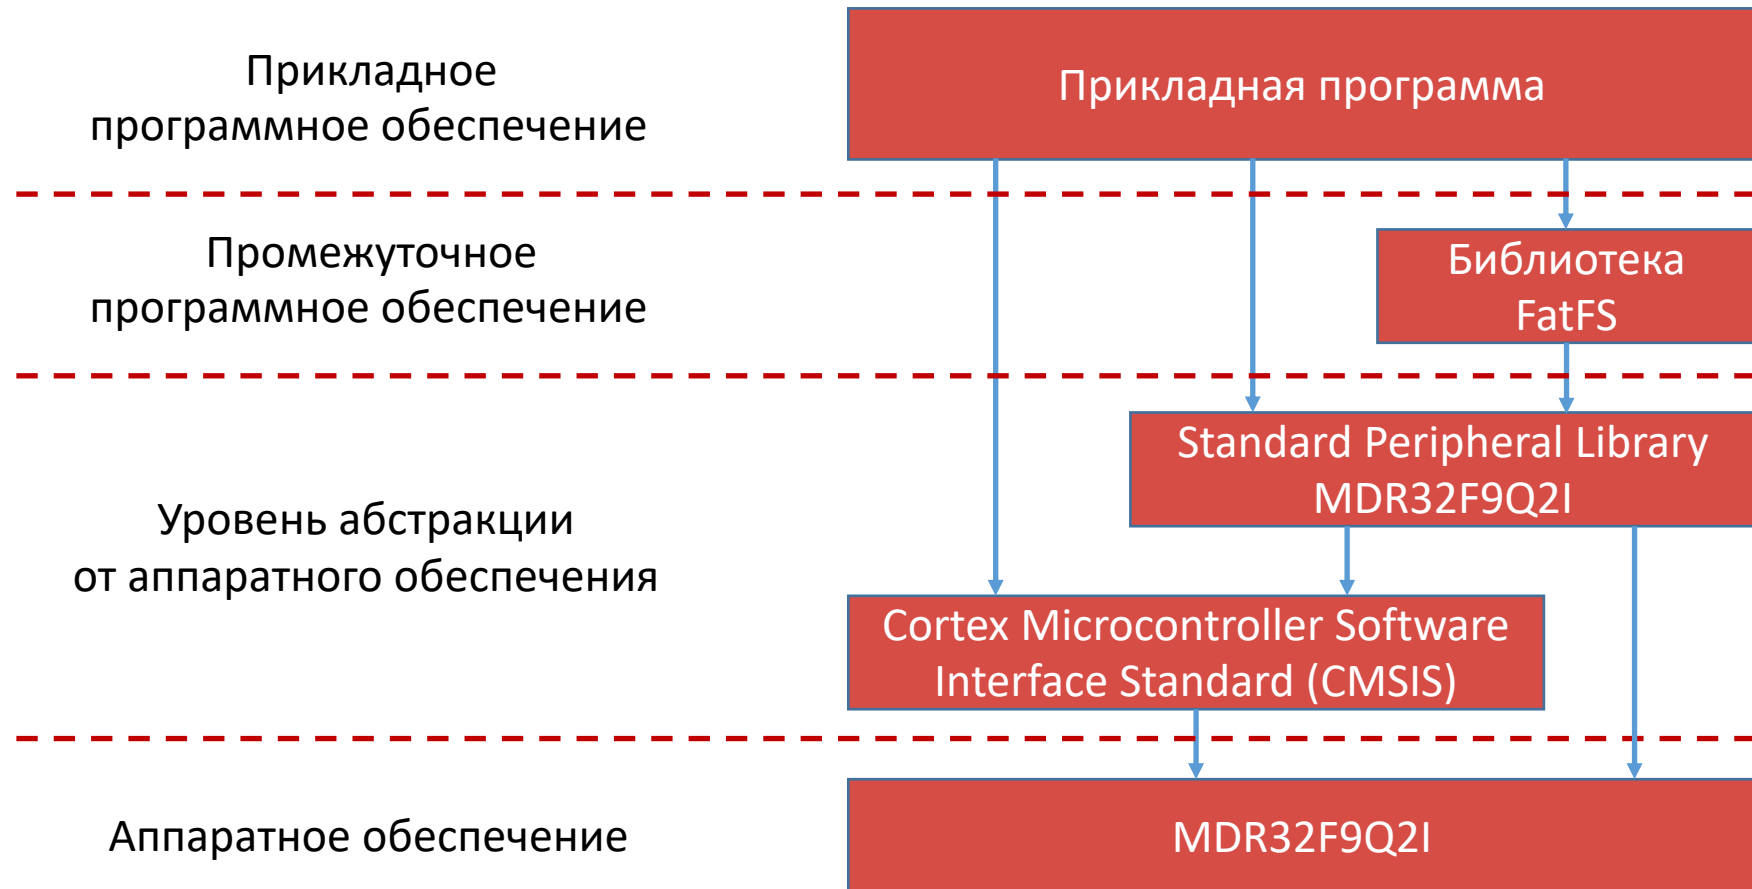 Прикладное
программное обеспечение
Прикладная программа
Промежуточное
программное обеспечение
Библиотека
FatFS
Уровень абстракции
от аппаратного обеспечения
Standard Peripheral Library
MDR32F9Q2I
Cortex Microcontroller Software
Interface Standard (CMSIS)
Аппаратное обеспечение
MDR32F9Q2I